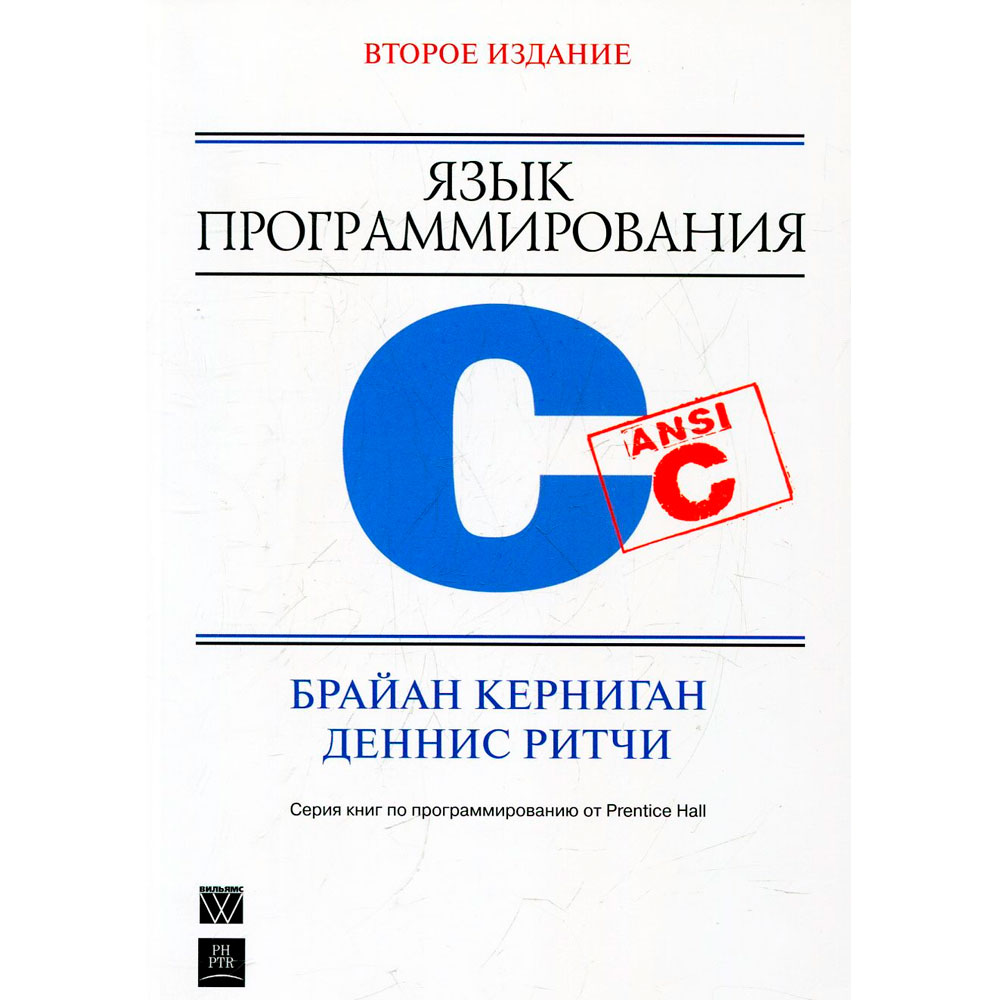 ВТОРОЕ ИЗДАНИЕ
ЯЗЫК
ПРОГРАММИРОВАНИЯ
C
ANSI
C
БРАЙАН КЕРНИГАН
ДЕННИС РИТЧИ
Серия книг по программированию от Prentice Hall
ВИЛЬЯМС
W
PH
PTR